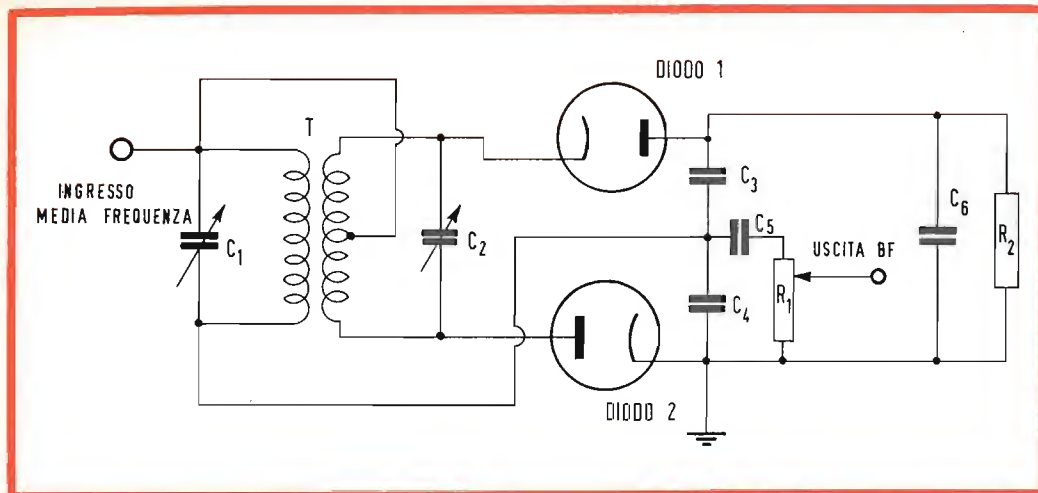 DIODO 1
T
INGRESSO
MEDIA FREQUENZA
C1
C2
C3
C5
USCITA BF
C6
R2
R1
C4
DIODO 2